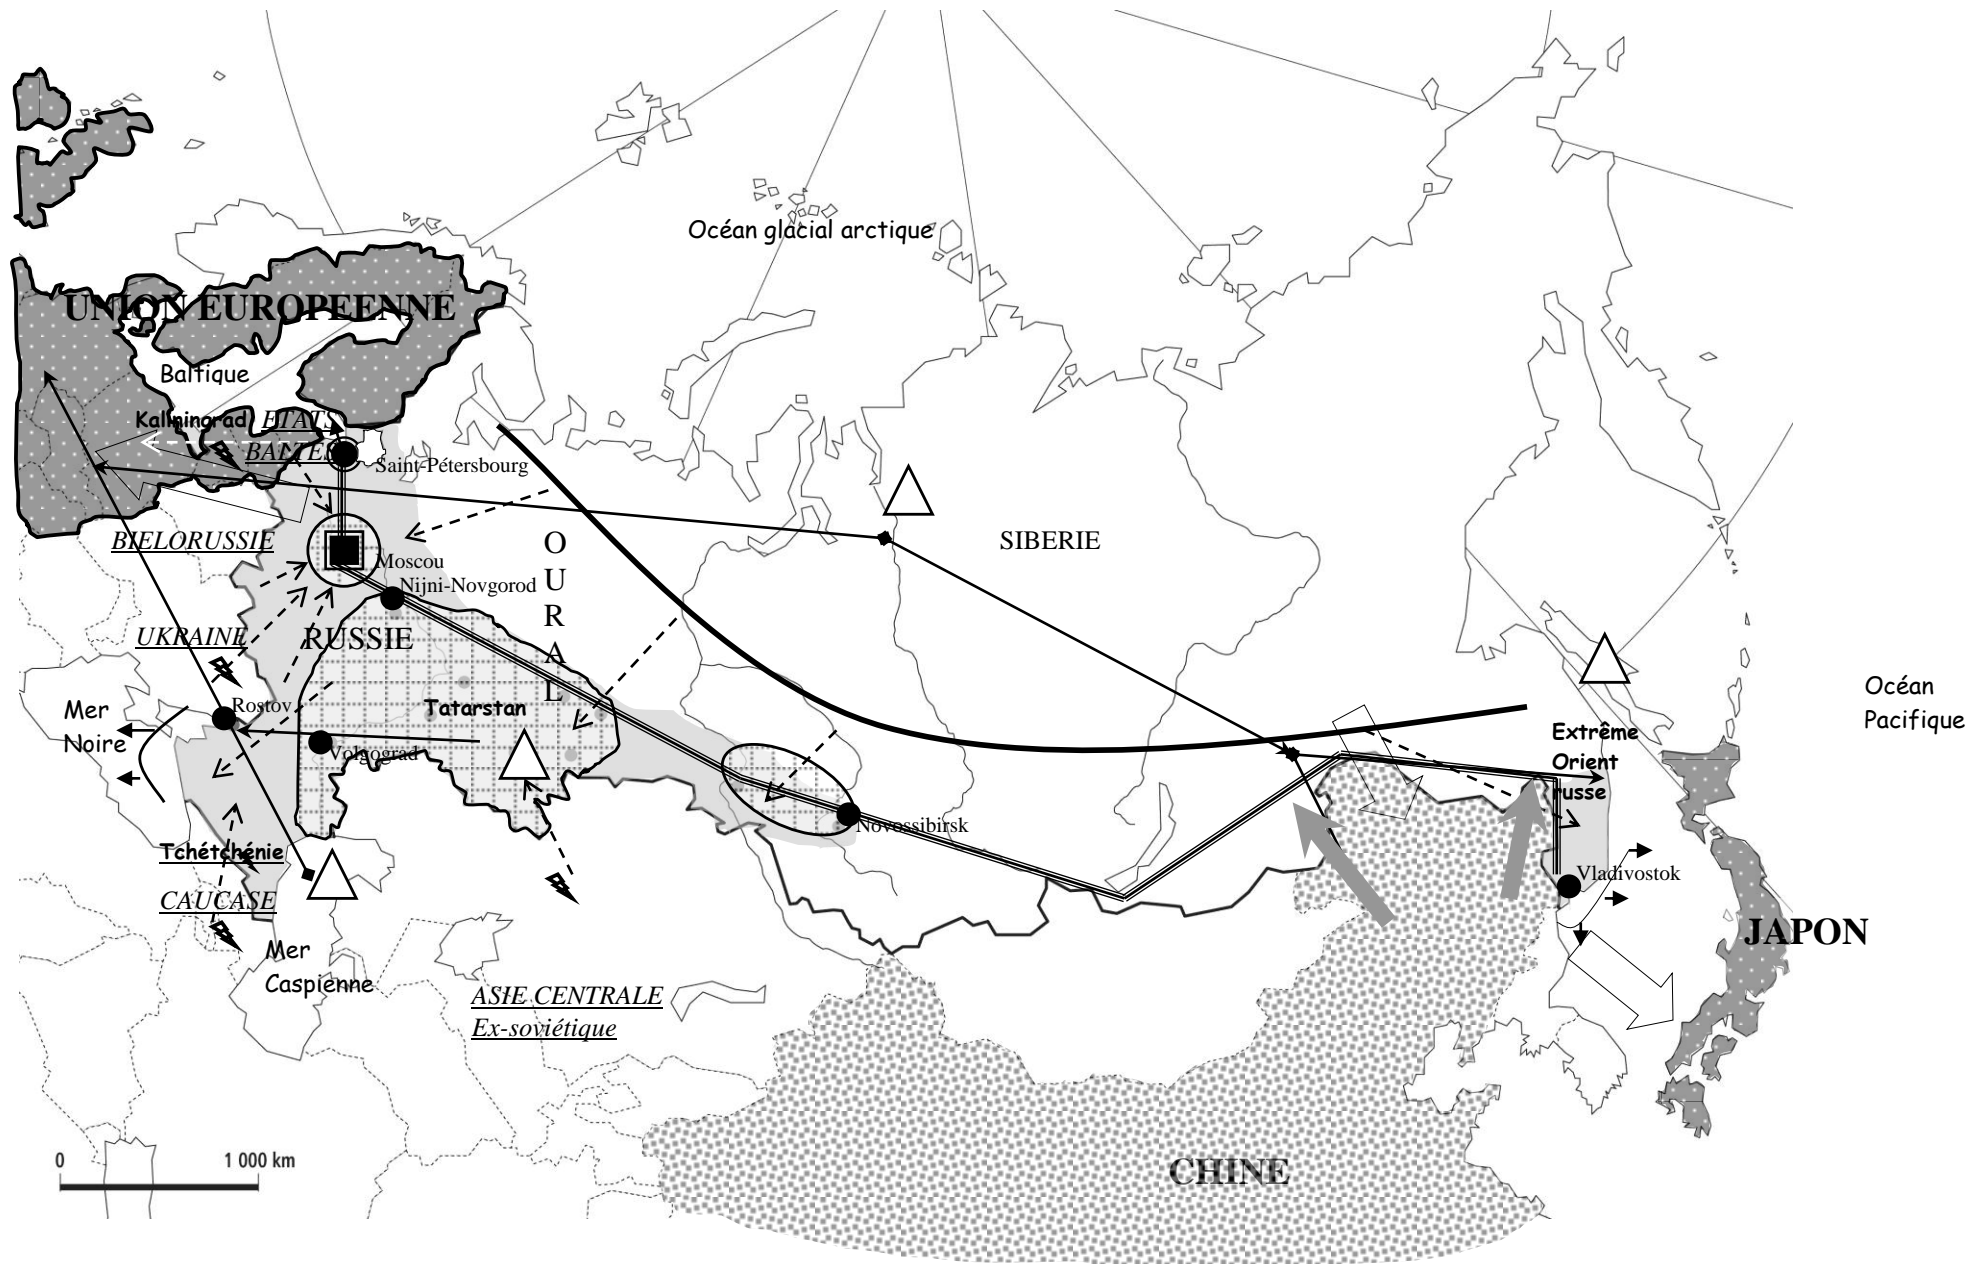 Océan glacial arctique
UNION EUROPEENNE
Baltique
Kaliningrad
ETATS
BALTES
Saint-Pétersbourg
BIELORUSSIE
Moscou
Nijni-Novgorod
O
U
R
A
L
SIBERIE
UKRAINE
RUSSIE
Tatarstan
Mer
Noire
Rostov
Volgograd
Océan
Pacifique
Extrême
Orient
russe
Novossibirsk
Tchétchénie
CAUCASE
Vladivostok
JAPON
Mer
Caspienne
ASIE CENTRALE
Ex-soviétique
CHINE
0 1 000 km